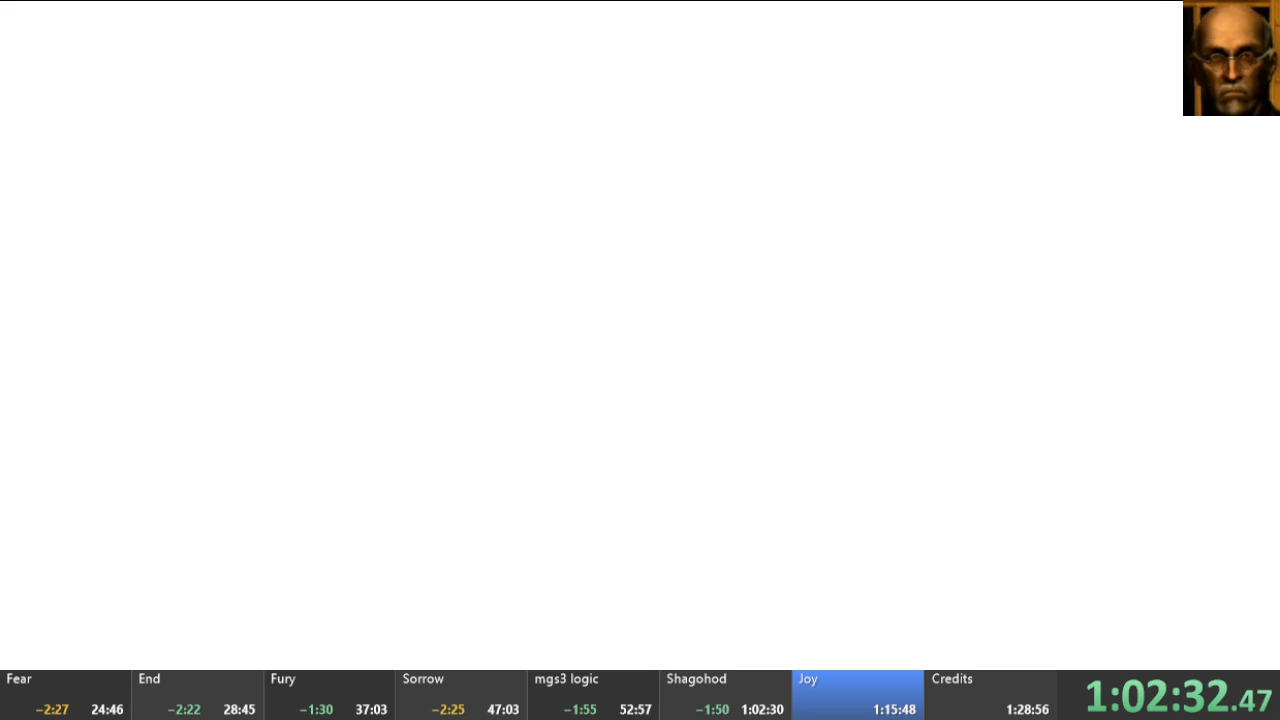 Fear End Fury Sorrow mgs3 logic Shagohod Joy Credits
−2:27 24:46 −2:22 28:45 −1:30 37:03 −2:25 47:03 −1:55 52:57 −1:50 1:02:30 1:15:48 1:28:56
1:02:32.47